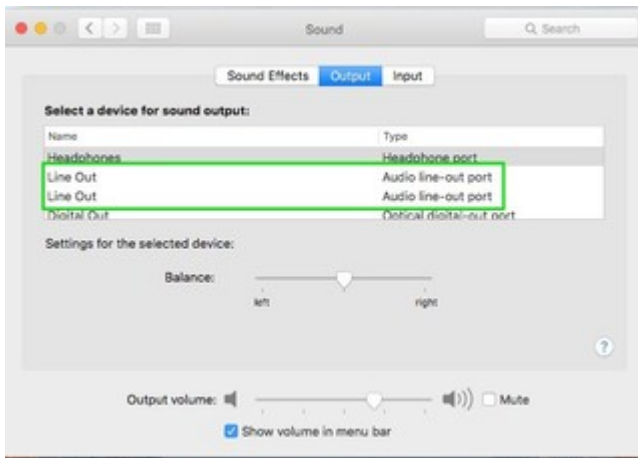 Sound
Search
Sound Effects Output Input
Select a device for sound output:
Name Type
Headphones Headphone port
Line Out Audio line-out port
Line Out Audio line-out port
Digital Out Optical digital-out port
Settings for the selected device:
Balance:
left right
?
Output volume: Mute
Show volume in menu bar